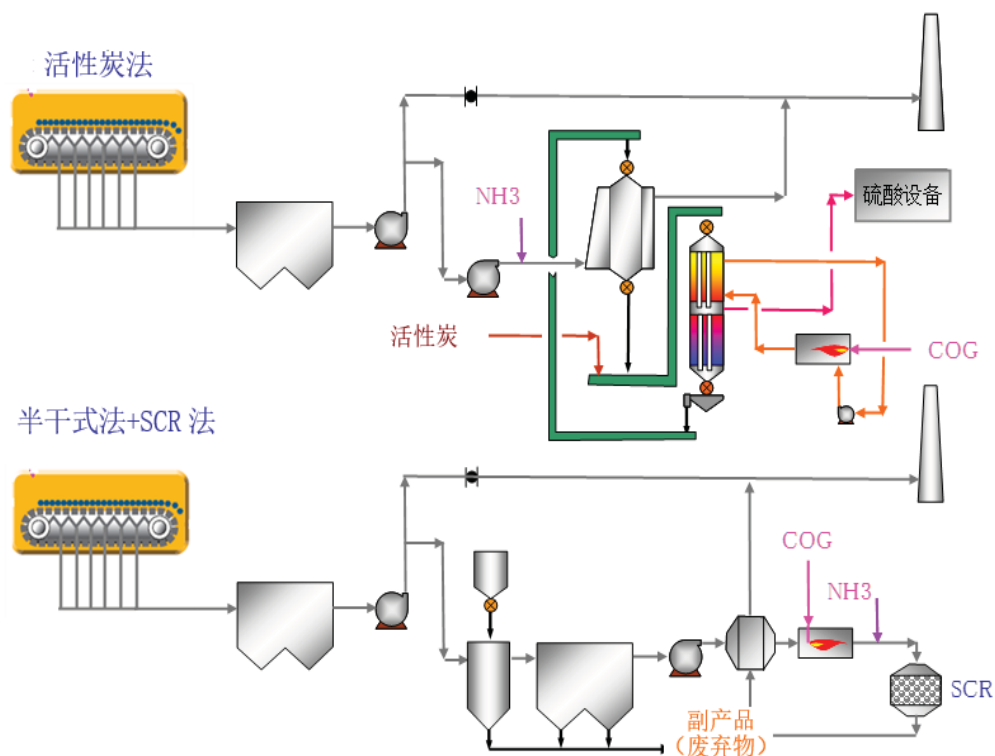 活性炭法
NH3
硫酸设备
活性炭
COG
半干式法+SCR 法
COG
NH3
SCR
副产品
（废弃物）